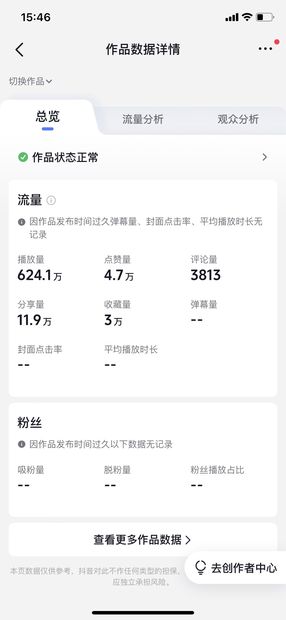 15:46
作品数据详情
切换作品
总览
流量分析
观众分析
作品状态正常
流量
因作品发布时间过久弹幕量、封面点击率、平均播放时长无
记录
播放量
点赞量
评论量
624.1万
4.7万
3813
分享量
收藏量
弹幕量
11.9万
3万
--
封面点击率
平均播放时长
--
--
粉丝
因作品发布时间过久以下数据无记录
吸粉量
脱粉量
粉丝播放占比
--
--
--
查看更多作品数据
去创作者中心
本页数据仅供参考，抖音对此不作任何类型的担保，
应独立承担风险。